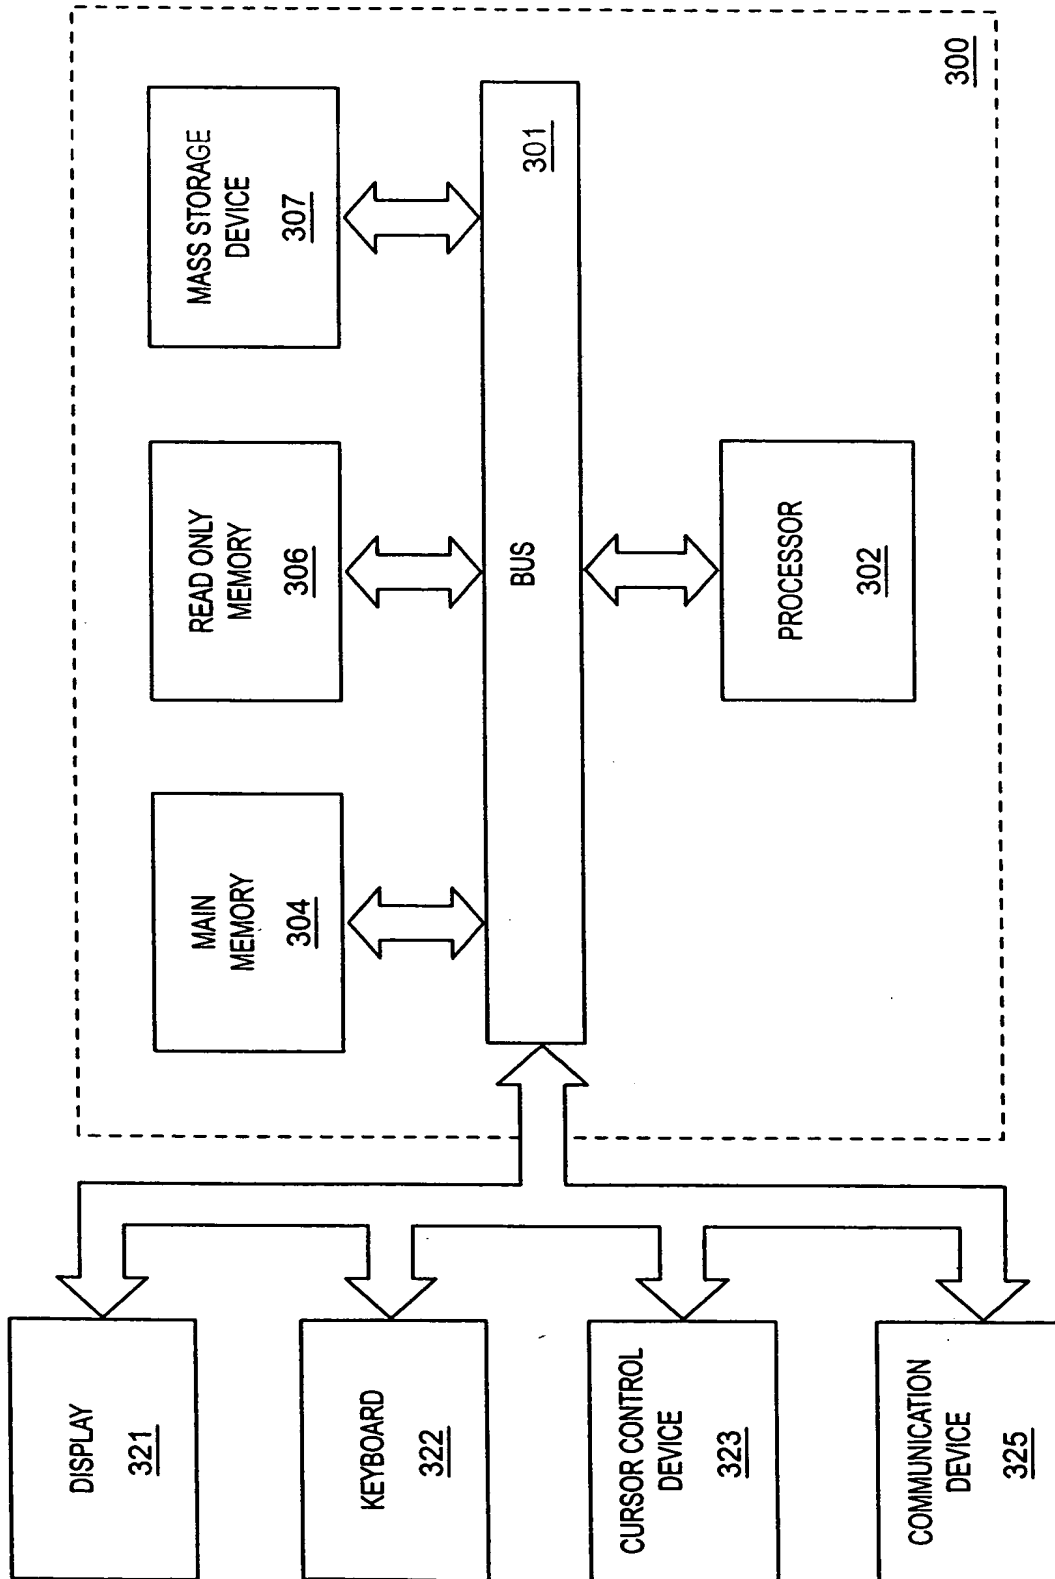 DISPLAY
321
KEYBOARD
322
CURSOR CONTROL
DEVICE
323
COMMUNICATION
DEVICE
325
MAIN
MEMORY
304
READ ONLY
MEMORY
306
MASS STORAGE
DEVICE
307
BUS
301
PROCESSOR
302
300